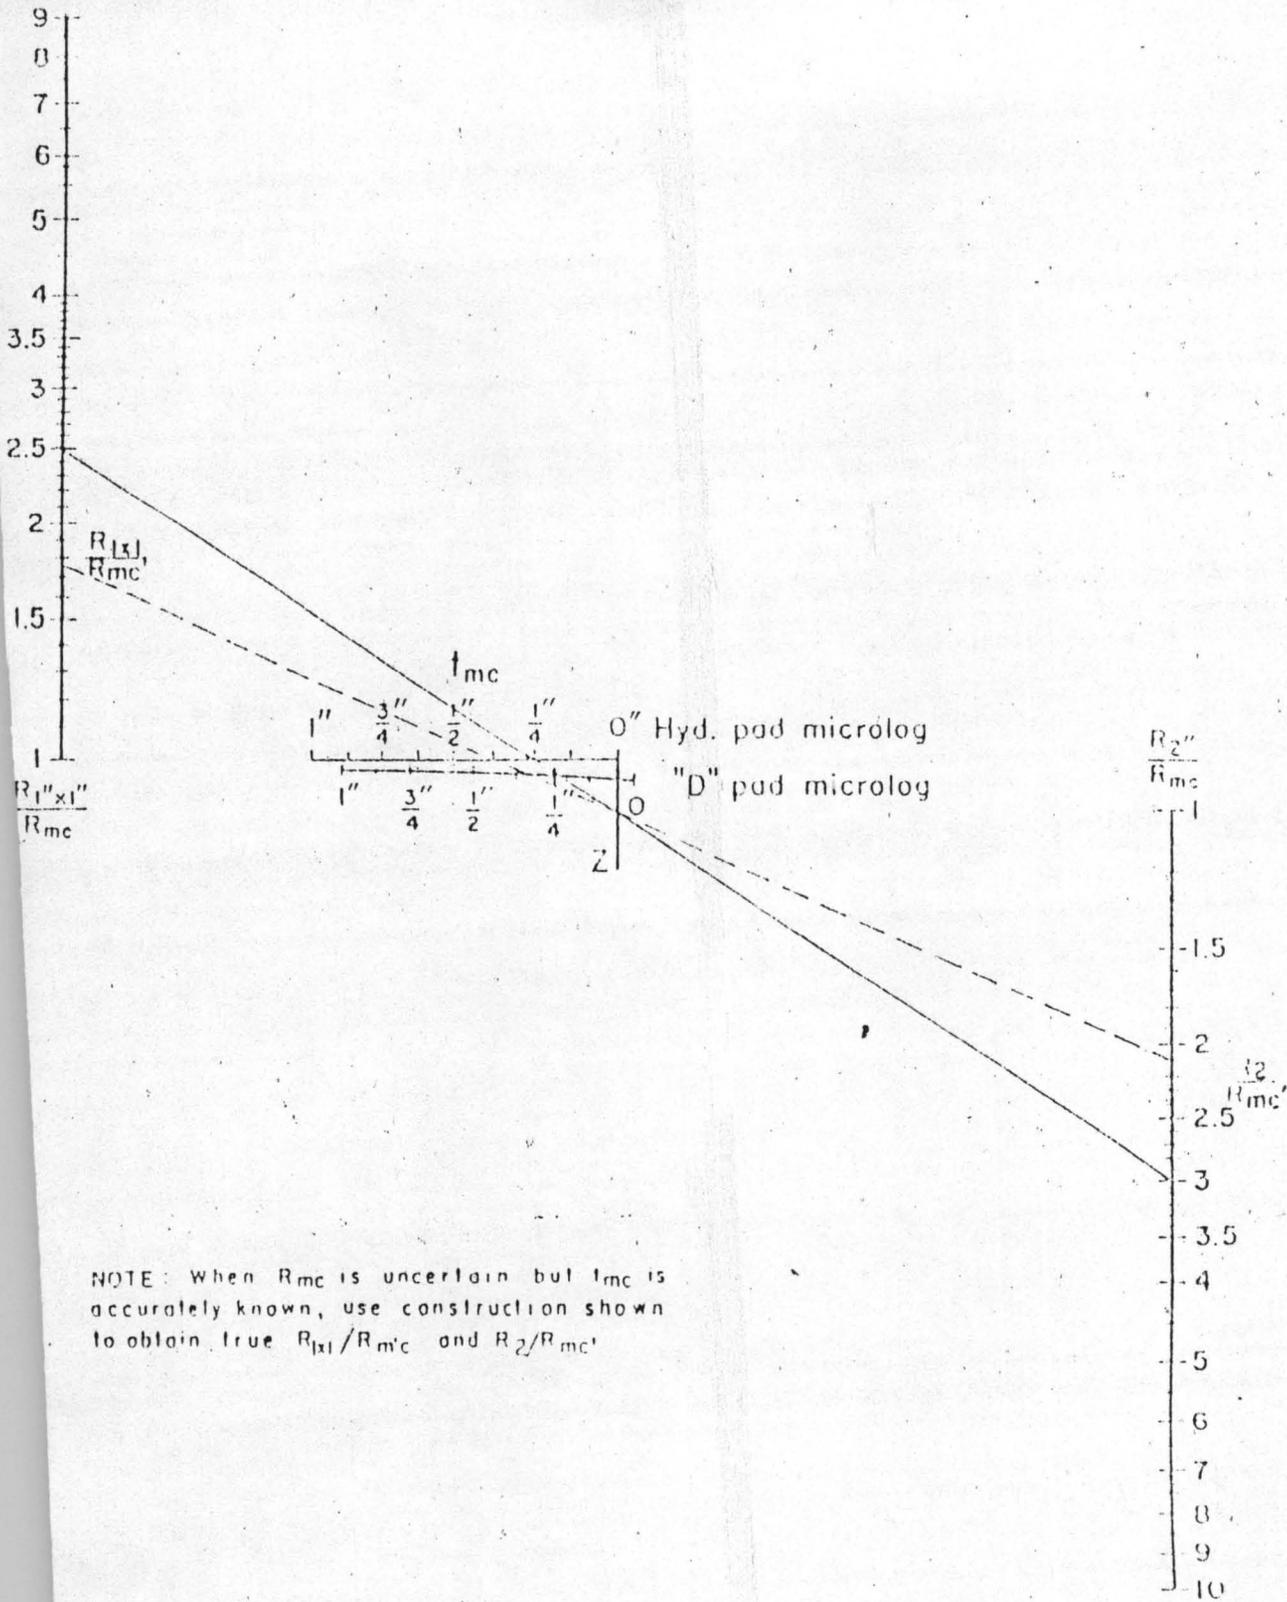 9
8
7
6
5
4
3.5
3
2.5
2
R1x1
Rmc'
1.5
1
R1"x1"
Rmc
tmc
1" 3/4" 1/2" 1/4" 0" Hyd. pad microlog
1" 3/4" 1/2" 1/4" 0 "D" pad microlog
Z
R2"
Rmc
1
1.5
2
R2
Rmc'
2.5
3
3.5
4
5
6
7
8
9
10
NOTE: When Rmc is uncertain but tmc is
accurately known, use construction shown
to obtain true R1x1/Rm'c and R2/Rmc'